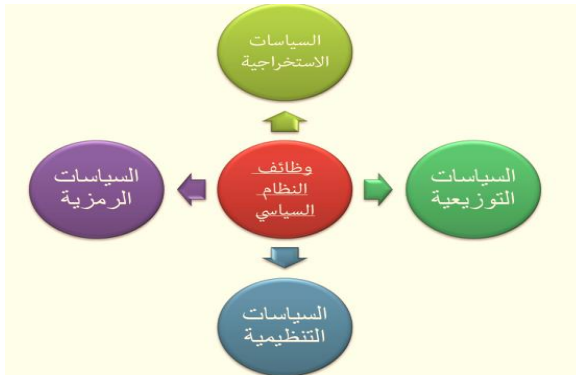 السياسات
الاستخراجية
وظائف
النظام
السياسي
السياسات
التوزيعية
السياسات
الرمزية
السياسات
التنظيمية